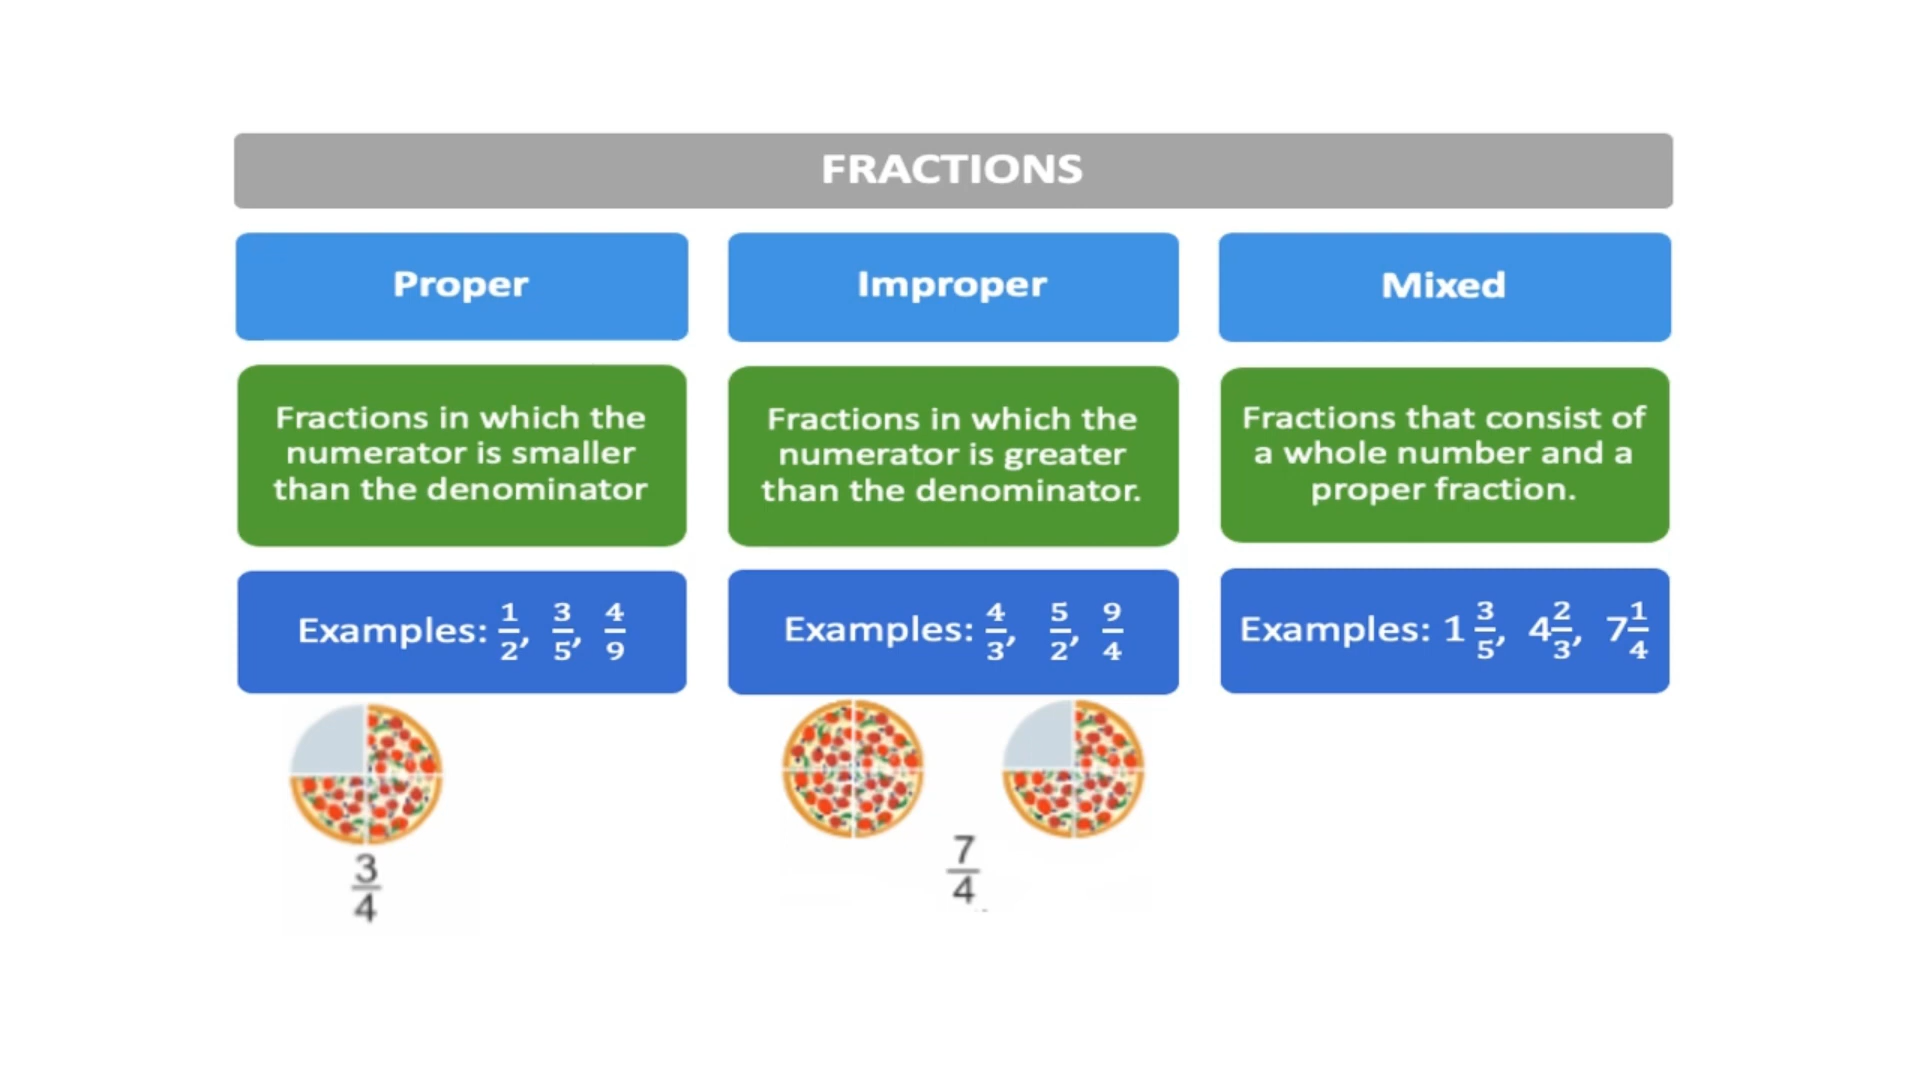 FRACTIONS
Proper
Improper
Mixed
Fractions in which the
numerator is smaller
than the denominator
Fractions in which the
numerator is greater
than the denominator.
Fractions that consist of
a whole number and a
proper fraction.
Examples: 1/2, 3/5, 4/9
Examples: 4/3, 5/2, 9/4
Examples: 1 3/5, 4 2/3, 7 1/4
3/4
7/4